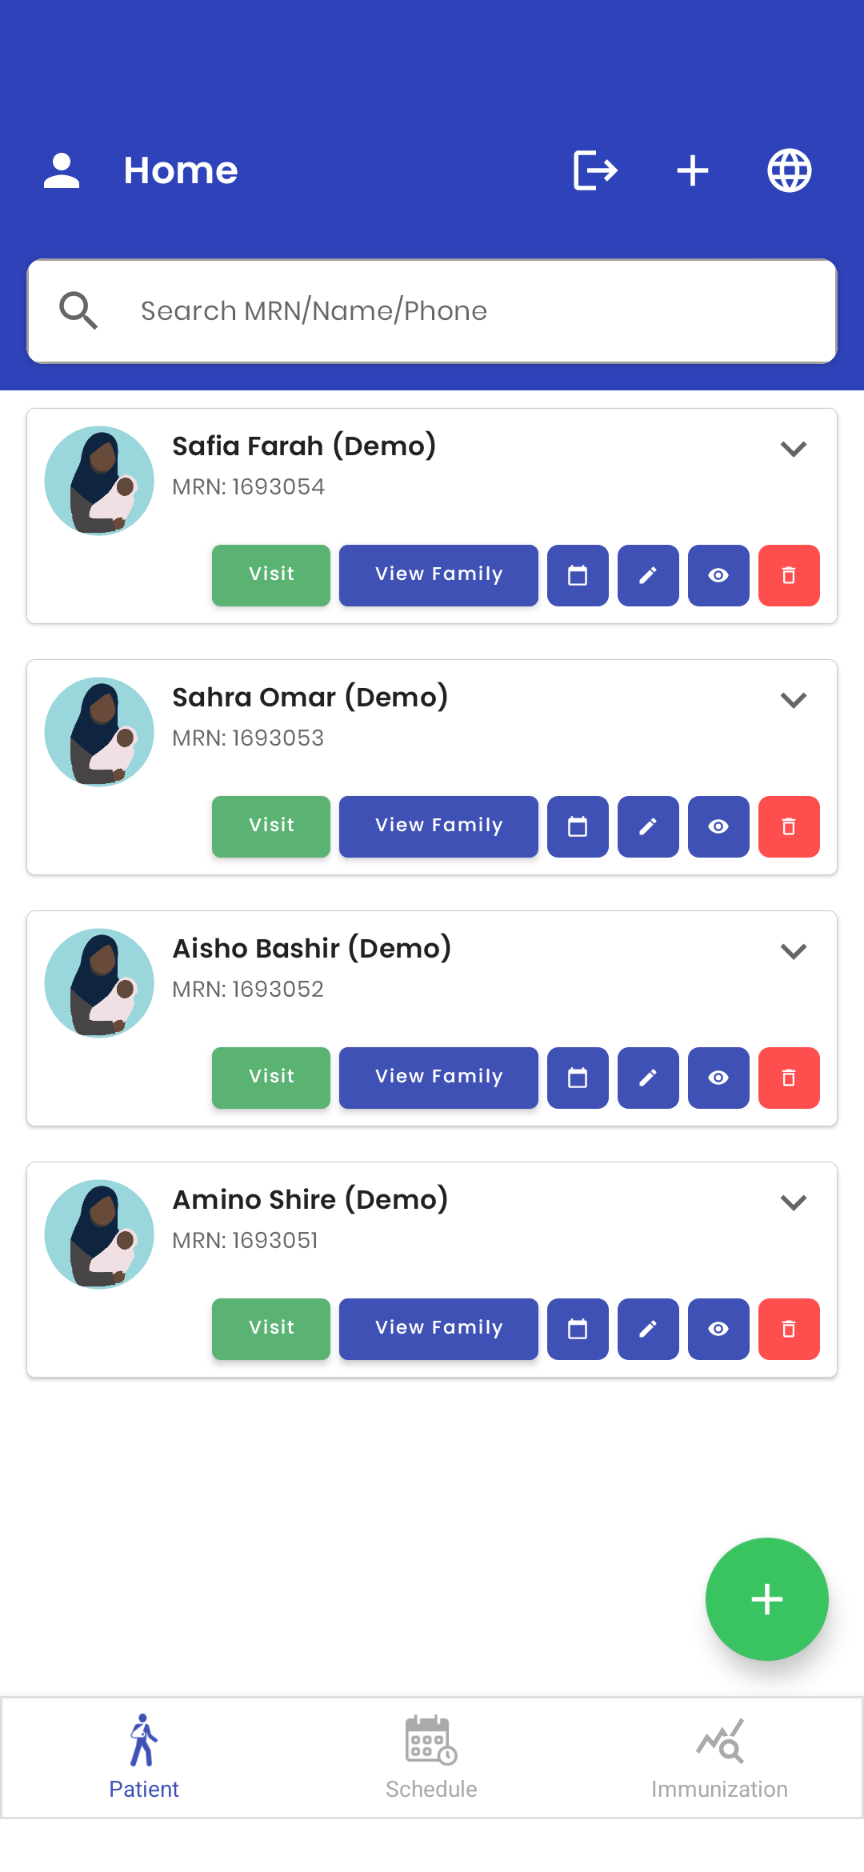 Home
Search MRN/Name/Phone
Safia Farah (Demo)
MRN: 1693054
Visit
View Family
Sahra Omar (Demo)
MRN: 1693053
Visit
View Family
Aisho Bashir (Demo)
MRN: 1693052
Visit
View Family
Amino Shire (Demo)
MRN: 1693051
Visit
View Family
Patient
Schedule
Immunization